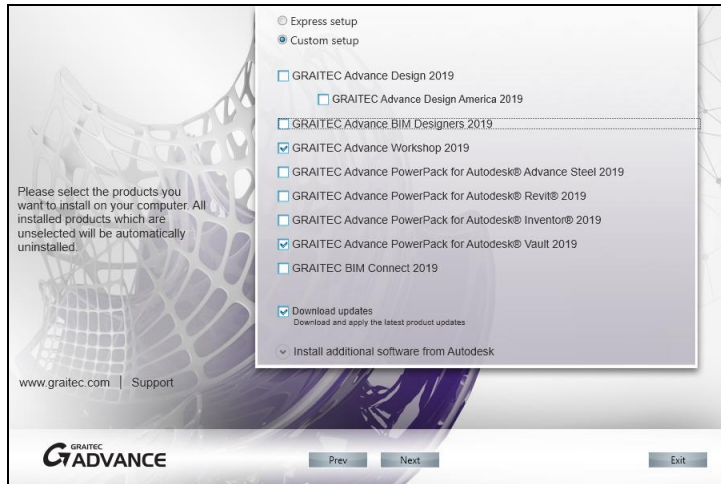 Express setup
Custom setup
GRAITEC Advance Design 2019
GRAITEC Advance Design America 2019
GRAITEC Advance BIM Designers 2019
GRAITEC Advance Workshop 2019
GRAITEC Advance PowerPack for Autodesk® Advance Steel 2019
GRAITEC Advance PowerPack for Autodesk® Revit® 2019
GRAITEC Advance PowerPack for Autodesk® Inventor® 2019
GRAITEC Advance PowerPack for Autodesk® Vault 2019
GRAITEC BIM Connect 2019
Download updates
Download and apply the latest product updates
Install additional software from Autodesk
Please select the products you
want to install on your computer. All
installed products which are
unselected will be automatically
uninstalled.
www.graitec.com | Support
GRAITEC
ADVANCE
Prev
Next
Exit